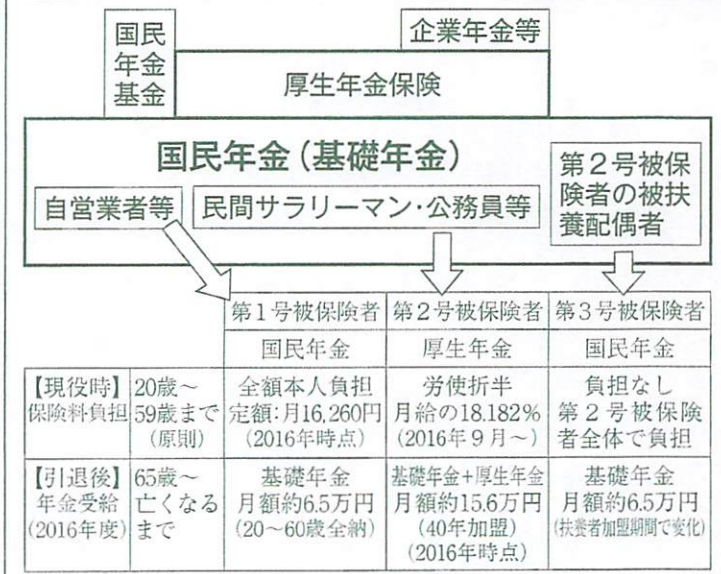 国民
年金
基金
企業年金等
厚生年金保険
国民年金(基礎年金)
自営業者等
民間サラリーマン・公務員等
第2号被保
険者の被扶
養配偶者
第1号被保険者
第2号被保険者
第3号被保険者
国民年金
厚生年金
国民年金
【現役時】
保険料負担
20歳~
59歳まで
(原則)
全額本人負担
定額:月16,260円
(2016年時点)
労使折半
月給の18.182%
(2016年9月~)
負担なし
第2号被保険
者全体で負担
【引退後】
年金受給
(2016年度)
65歳~
亡くなる
まで
基礎年金
月額約6.5万円
(20~60歳全納)
基礎年金+厚生年金
月額約15.6万円
(40年加盟)
(2016年時点)
基礎年金
月額約6.5万円
(扶養者加盟期間で変化)